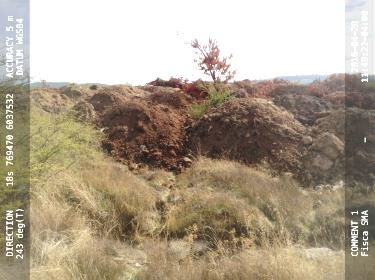 DIRECTION
243 deg(T)
18s 769470 6037532
ACCURACY 5 m
DATUM WGS84
COMMENT 1
Fisca SMA